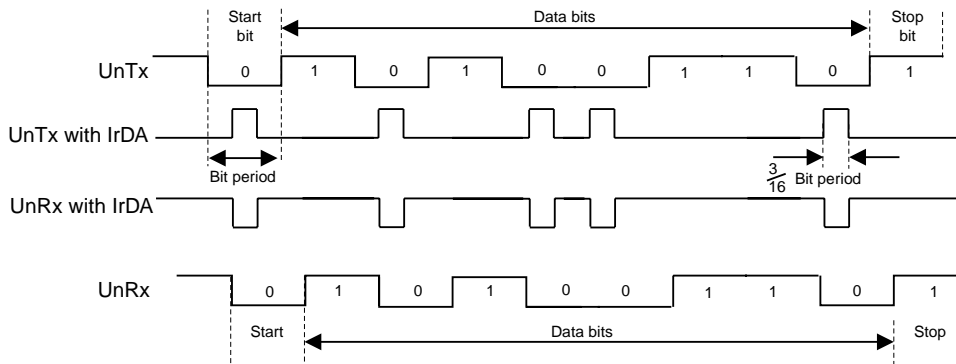 Start bit
Data bits
Stop bit
UnTx
0 1 0 1 0 0 1 1 0 1
UnTx with IrDA
Bit period
3/16 Bit period
UnRx with IrDA
UnRx
0 1 0 1 0 0 1 1 0 1
Start
Data bits
Stop